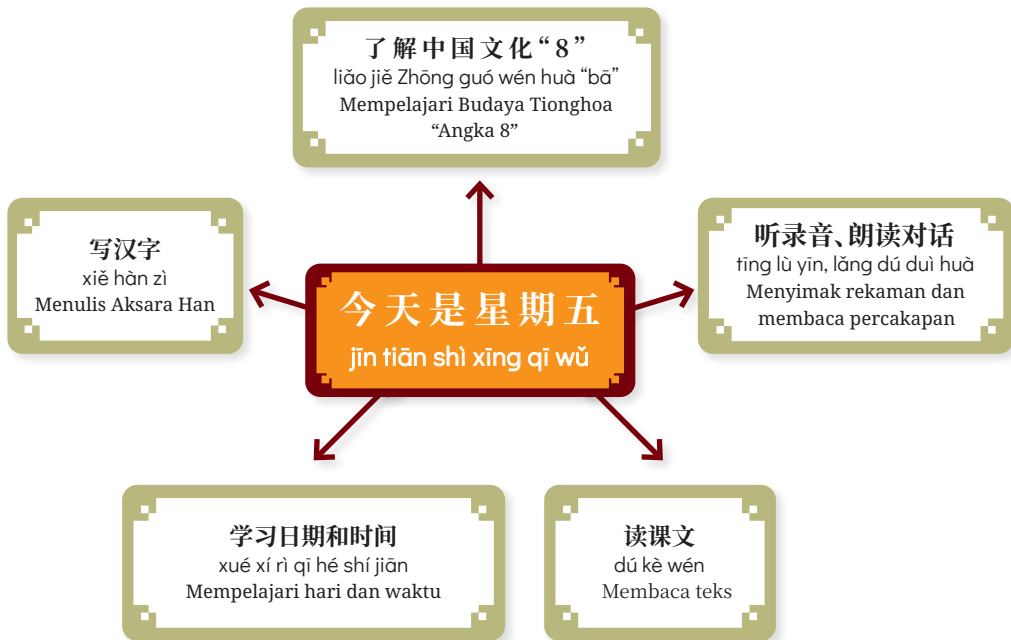 了解中国文化“8”
liǎo jiě Zhōng guó wén huà “bā”
Mempelajari Budaya Tionghoa
“Angka 8”
写汉字
xiě hàn zì
Menulis Aksara Han
听录音、朗读对话
tīng lù yīn, lǎng dú duì huà
Menyimak rekaman dan
membaca percakapan
今天是星期五
jīn tiān shì xīng qī wǔ
学习日期和时间
xué xí rì qī hé shí jiān
Mempelajari hari dan waktu
读课文
dú kè wén
Membaca teks